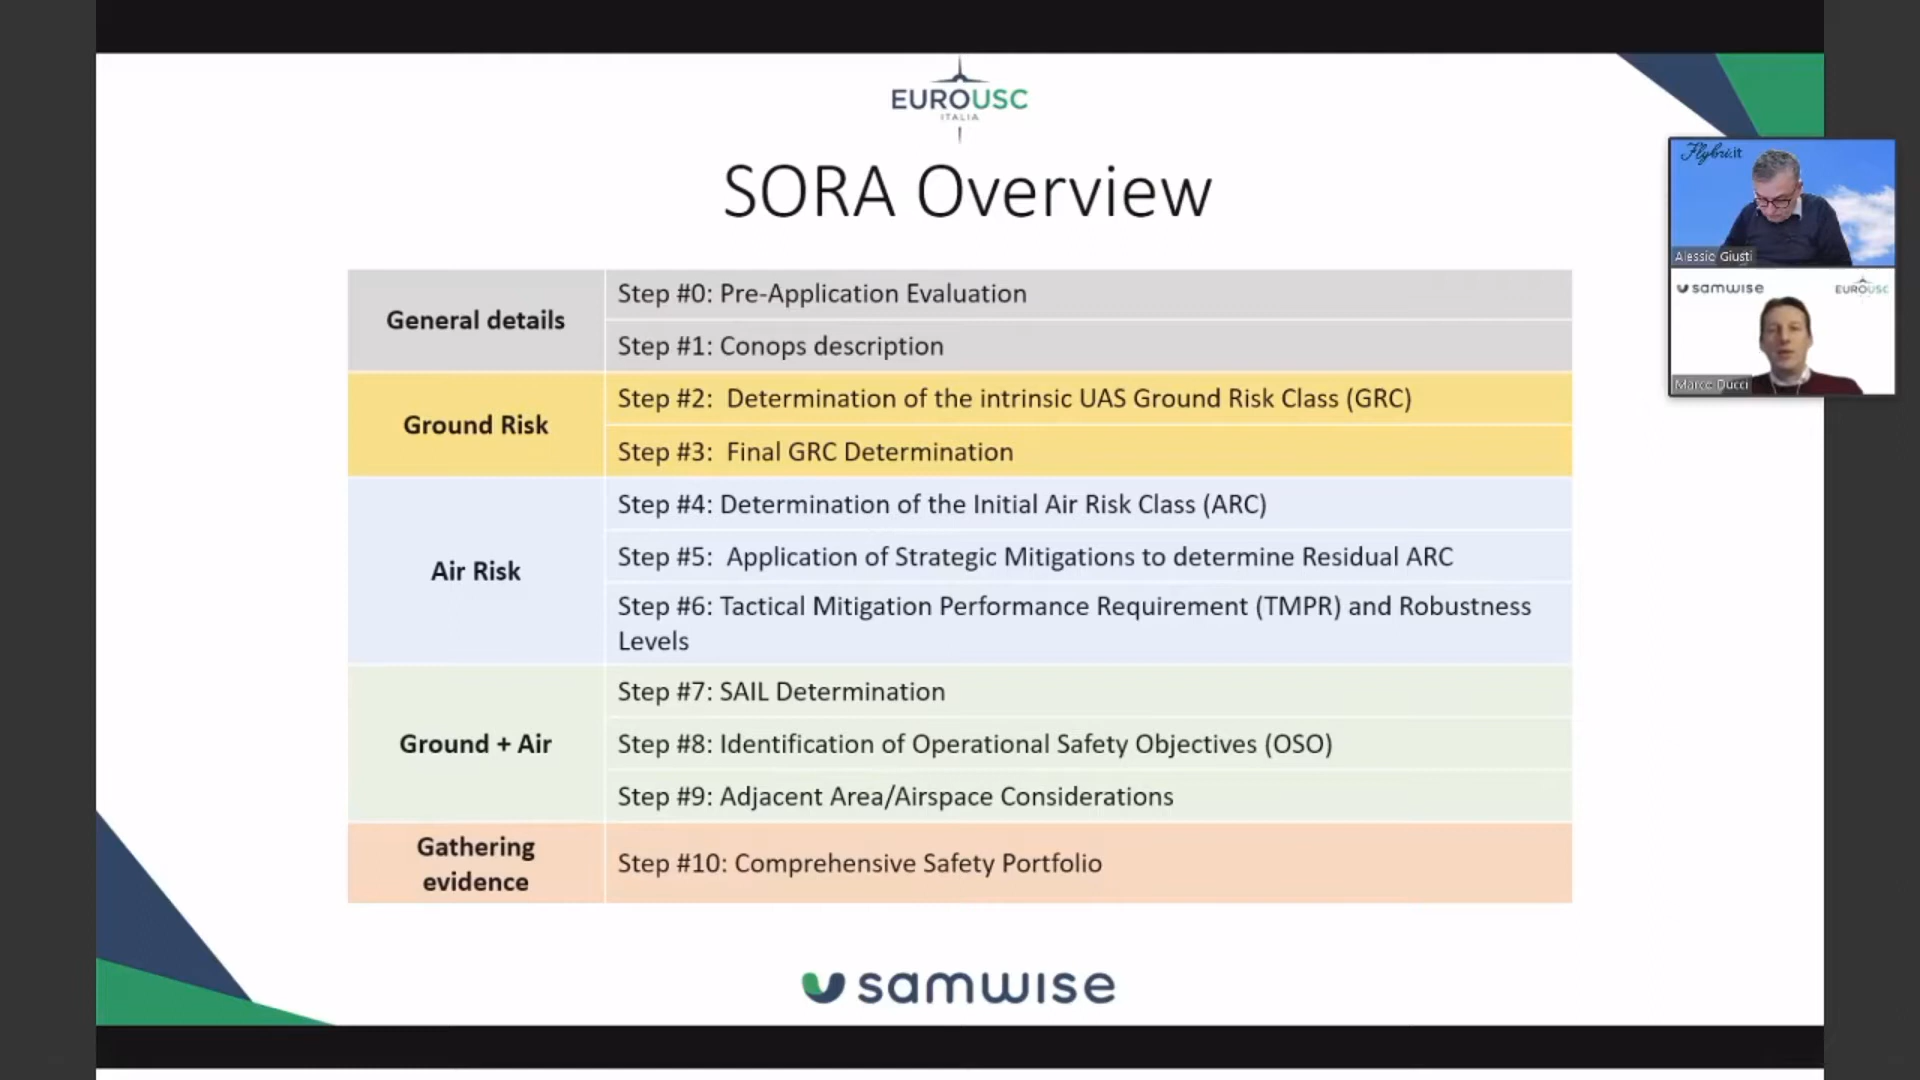 EUROUSC
ITALIA
SORA Overview
General details
Step #0: Pre-Application Evaluation
Step #1: Conops description
Ground Risk
Step #2:  Determination of the intrinsic UAS Ground Risk Class (GRC)
Step #3:  Final GRC Determination
Air Risk
Step #4: Determination of the Initial Air Risk Class (ARC)
Step #5:  Application of Strategic Mitigations to determine Residual ARC
Step #6: Tactical Mitigation Performance Requirement (TMPR) and Robustness
Levels
Ground + Air
Step #7: SAIL Determination
Step #8: Identification of Operational Safety Objectives (OSO)
Step #9: Adjacent Area/Airspace Considerations
Gathering
evidence
Step #10: Comprehensive Safety Portfolio
samwise
Flybri.it
Alessio Giusti
samwise
EUROUSC
Marco Ducci